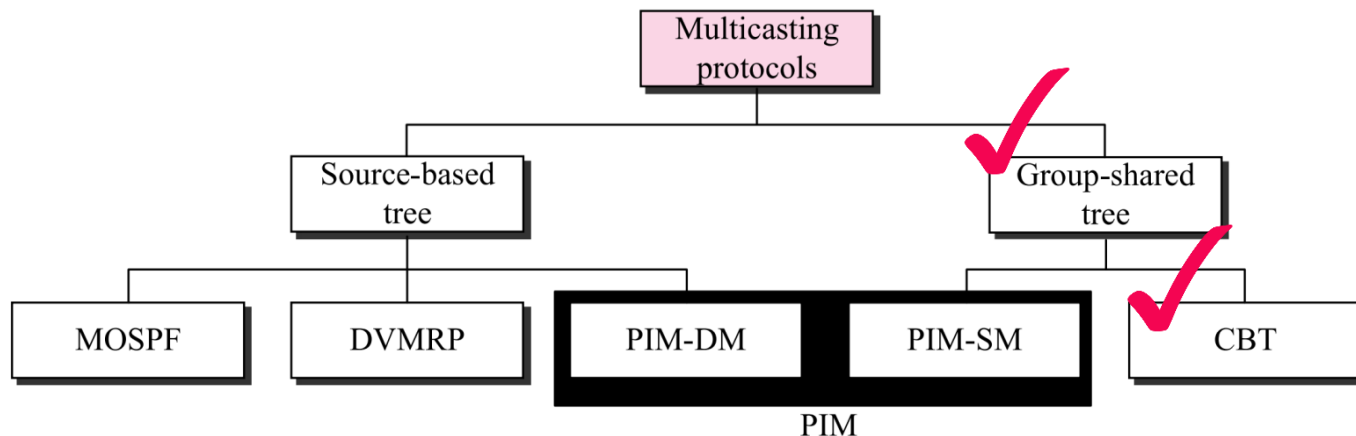 Multicasting
protocols
Source-based
tree
Group-shared
tree
MOSPF
DVMRP
PIM-DM
PIM-SM
CBT
PIM